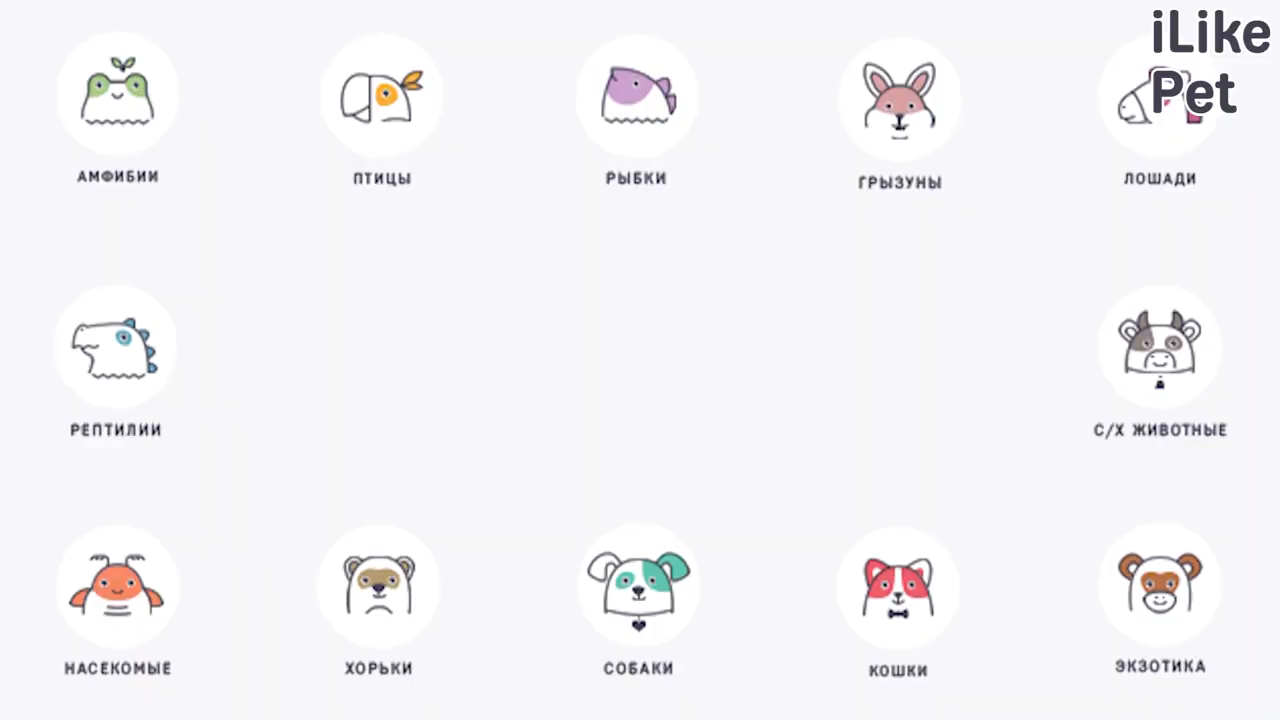 iLike
Pet
АМФИБИИ
ПТИЦЫ
РЫБКИ
ГРЫЗУНЫ
ЛОШАДИ
РЕПТИЛИИ
С/Х ЖИВОТНЫЕ
НАСЕКОМЫЕ
ХОРЬКИ
СОБАКИ
КОШКИ
ЭКЗОТИКА